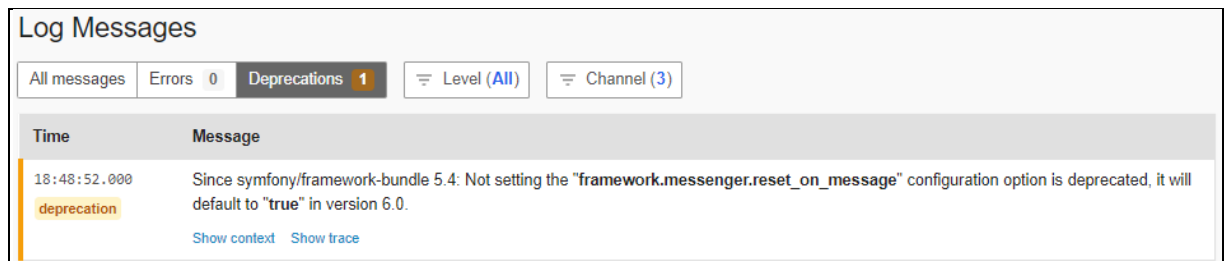 Log Messages
All messages Errors 0 Deprecations 1 Level (All) Channel (3)
Time Message
18:48:52.000 Since symfony/framework-bundle 5.4: Not setting the "framework.messenger.reset_on_message" configuration option is deprecated, it will
deprecation default to "true" in version 6.0.
Show context Show trace